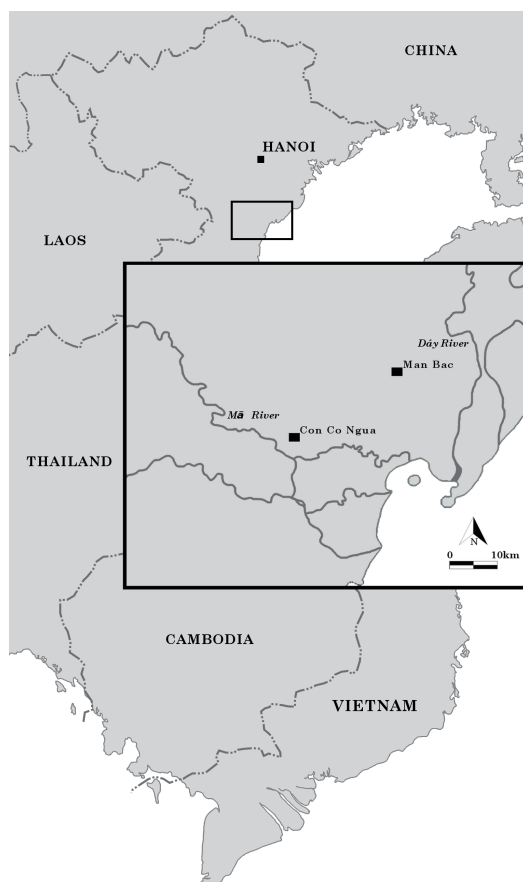 CHINA
HANOI
LAOS
Dáy River
Man Bac
Mã River
Con Co Ngua
THAILAND
N
0 10km
CAMBODIA
VIETNAM